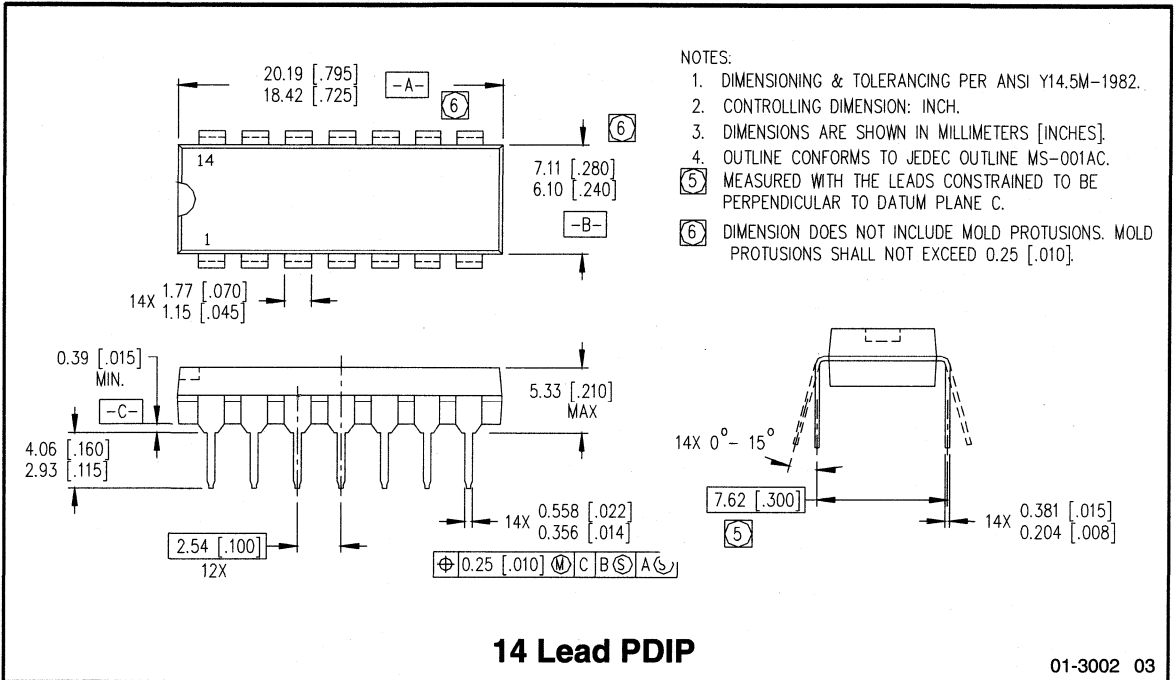 20.19 [.795]
18.42 [.725]
-A-
6
6
14
1
7.11 [.280]
6.10 [.240]
-B-
14X 1.77 [.070]
1.15 [.045]
NOTES:
1. DIMENSIONING & TOLERANCING PER ANSI Y14.5M-1982.
2. CONTROLLING DIMENSION: INCH.
3. DIMENSIONS ARE SHOWN IN MILLIMETERS [INCHES].
4. OUTLINE CONFORMS TO JEDEC OUTLINE MS-001AC.
5 MEASURED WITH THE LEADS CONSTRAINED TO BE
PERPENDICULAR TO DATUM PLANE C.
6 DIMENSION DOES NOT INCLUDE MOLD PROTUSIONS. MOLD
PROTUSIONS SHALL NOT EXCEED 0.25 [.010].
0.39 [.015]
MIN.
-C-
4.06 [.160]
2.93 [.115]
5.33 [.210]
MAX
2.54 [.100]
12X
14X 0.558 [.022]
0.356 [.014]
⌖ 0.25 [.010] Ⓜ C B Ⓢ A Ⓢ
14X 0°- 15°
7.62 [.300]
5
14X 0.381 [.015]
0.204 [.008]
14 Lead PDIP
01-3002 03